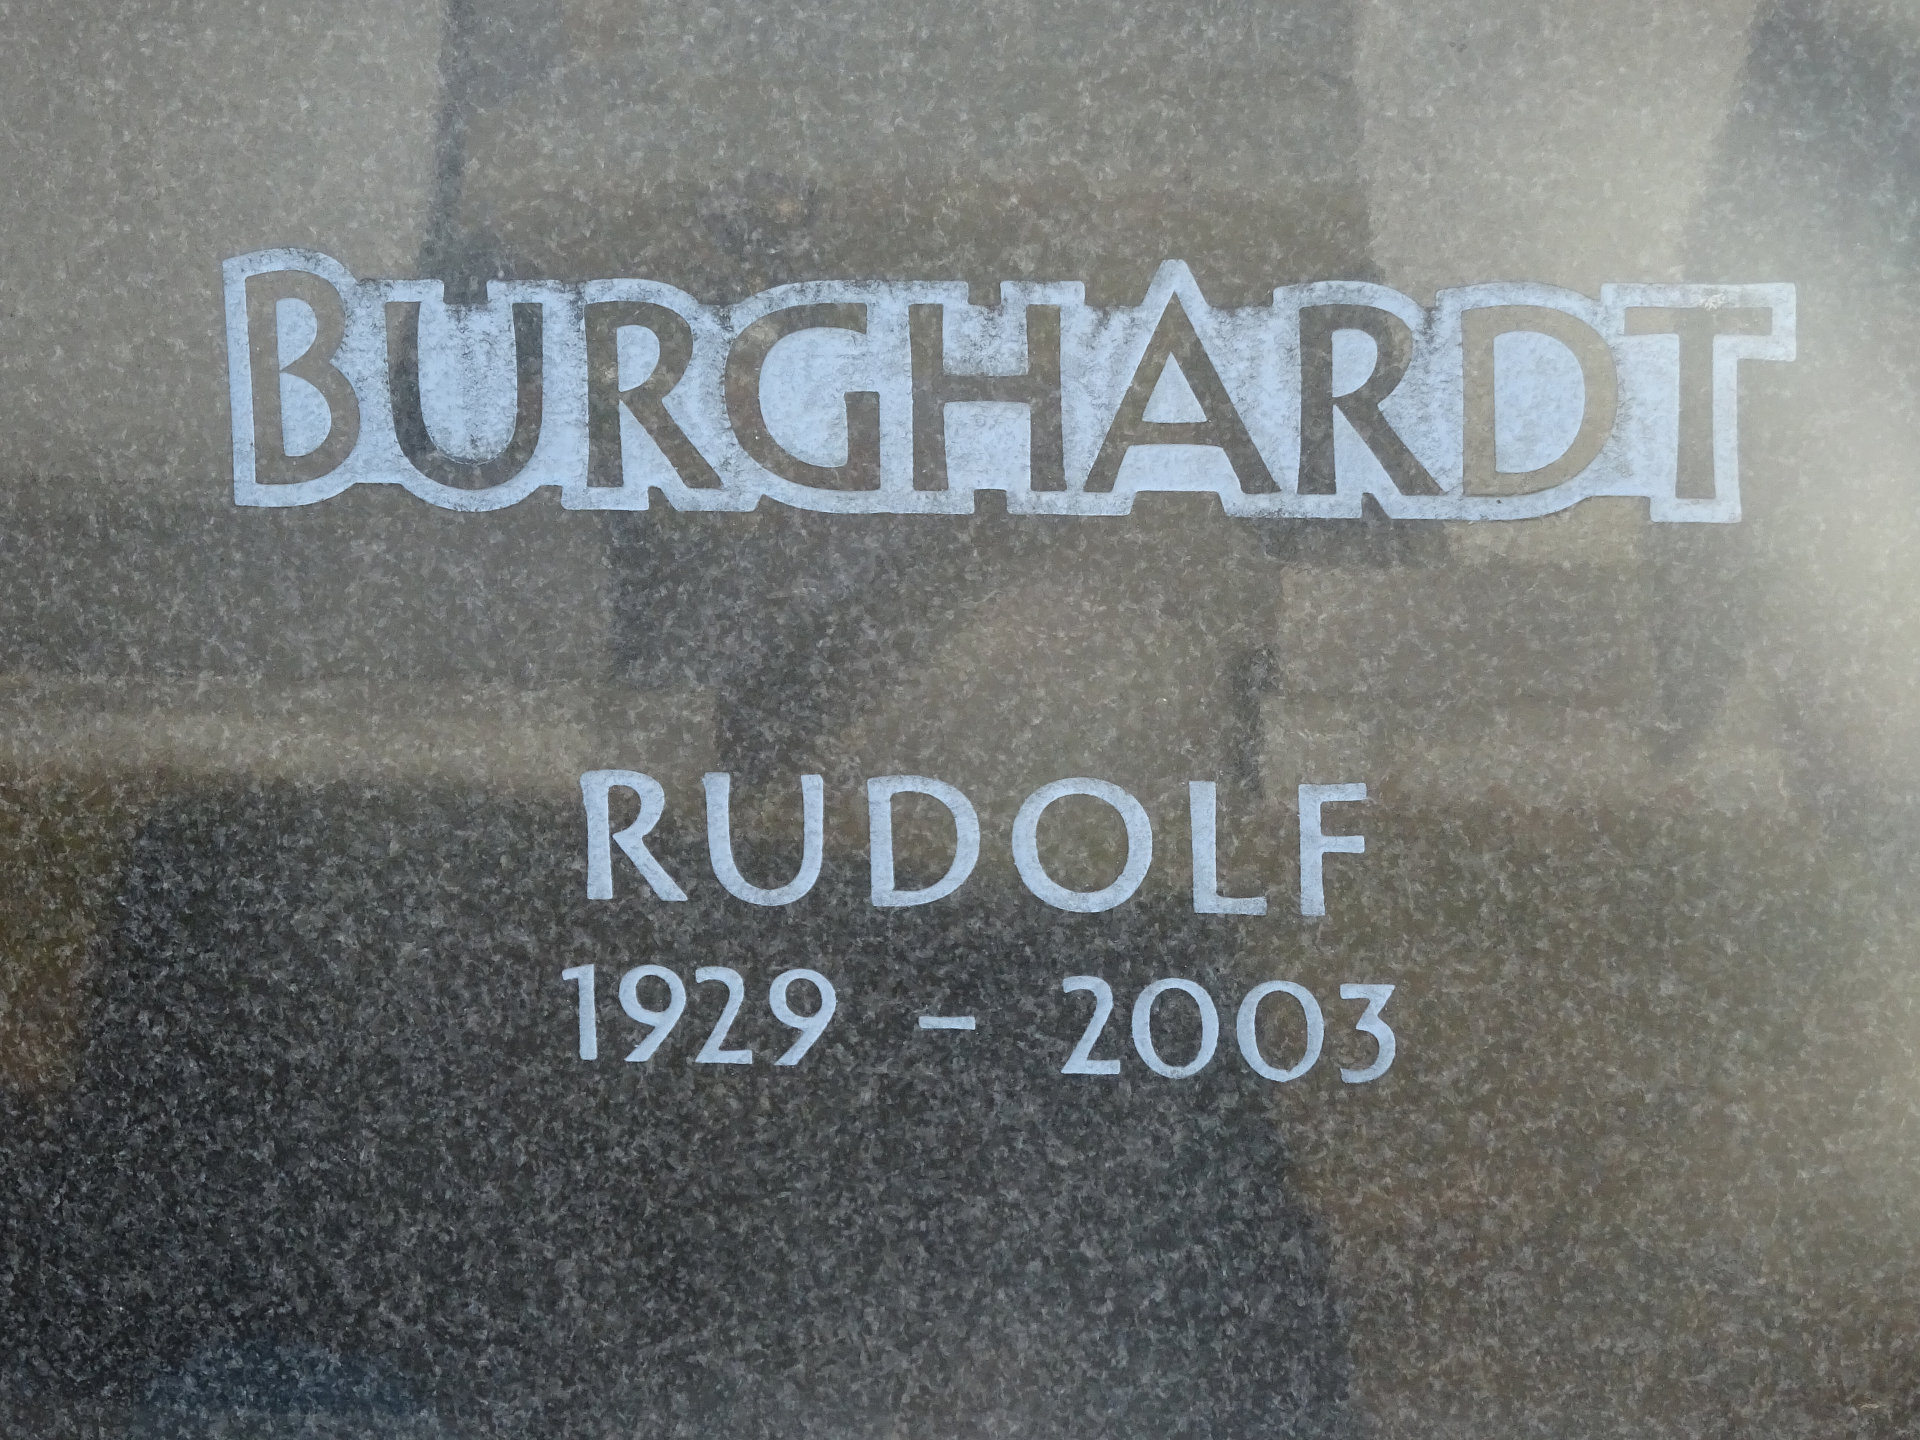 BURGHARDT
RUDOLF
1929 – 2003